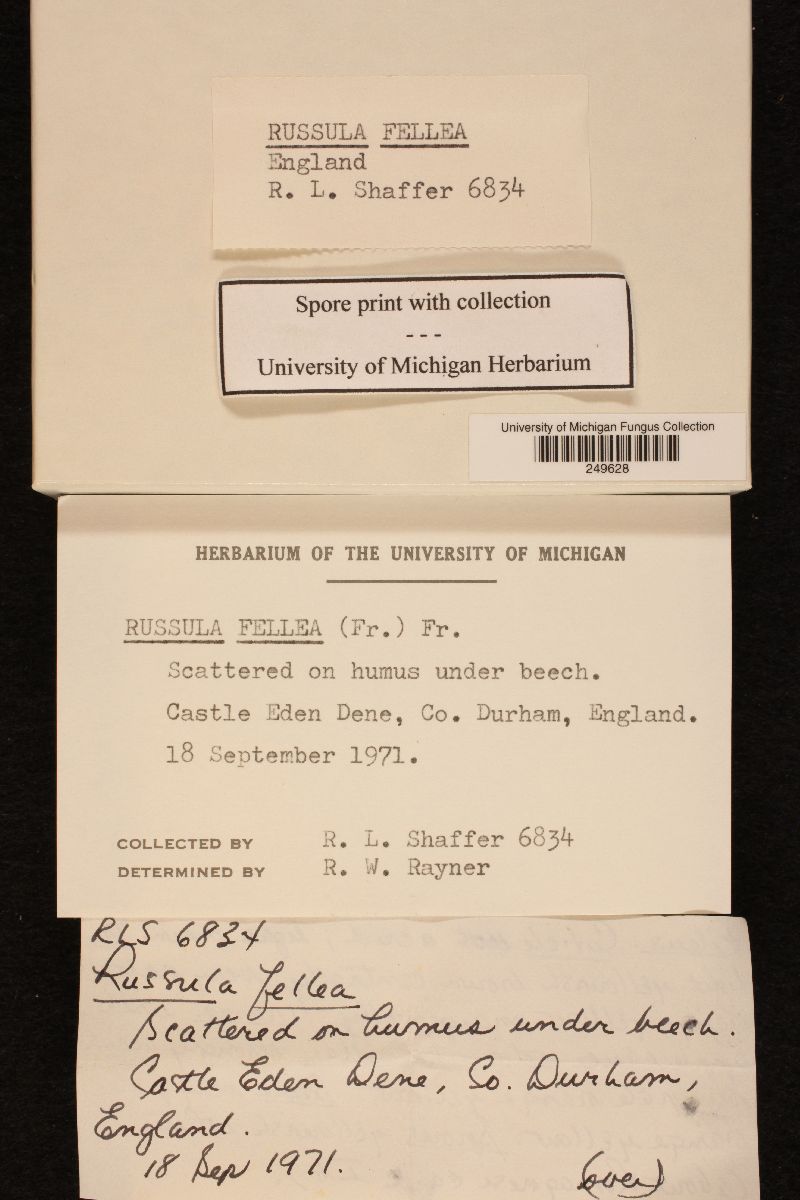 RUSSULA FELLEA
England
R. L. Shaffer 6834
Spore print with collection
---
University of Michigan Herbarium
University of Michigan Fungus Collection
249628
HERBARIUM OF THE UNIVERSITY OF MICHIGAN
RUSSULA FELLEA (Fr.) Fr.
Scattered on humus under beech.
Castle Eden Dene, Co. Durham, England.
18 September 1971.
COLLECTED BY R. L. Shaffer 6834
DETERMINED BY R. W. Rayner
RLS 6834
Russula fellea
Scattered on humus under beech.
Castle Eden Dene, Co. Durham,
England.
18 Sep 1971. (over)